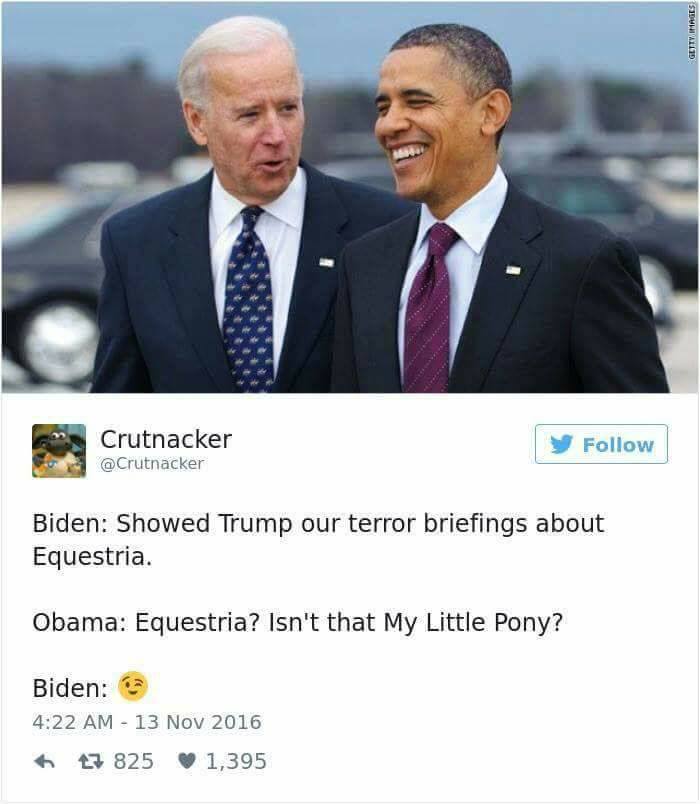 GETTY IMAGES
Crutnacker
@Crutnacker
Follow
Biden: Showed Trump our terror briefings about
Equestria.
Obama: Equestria? Isn't that My Little Pony?
Biden: 😉
4:22 AM - 13 Nov 2016
825 1,395